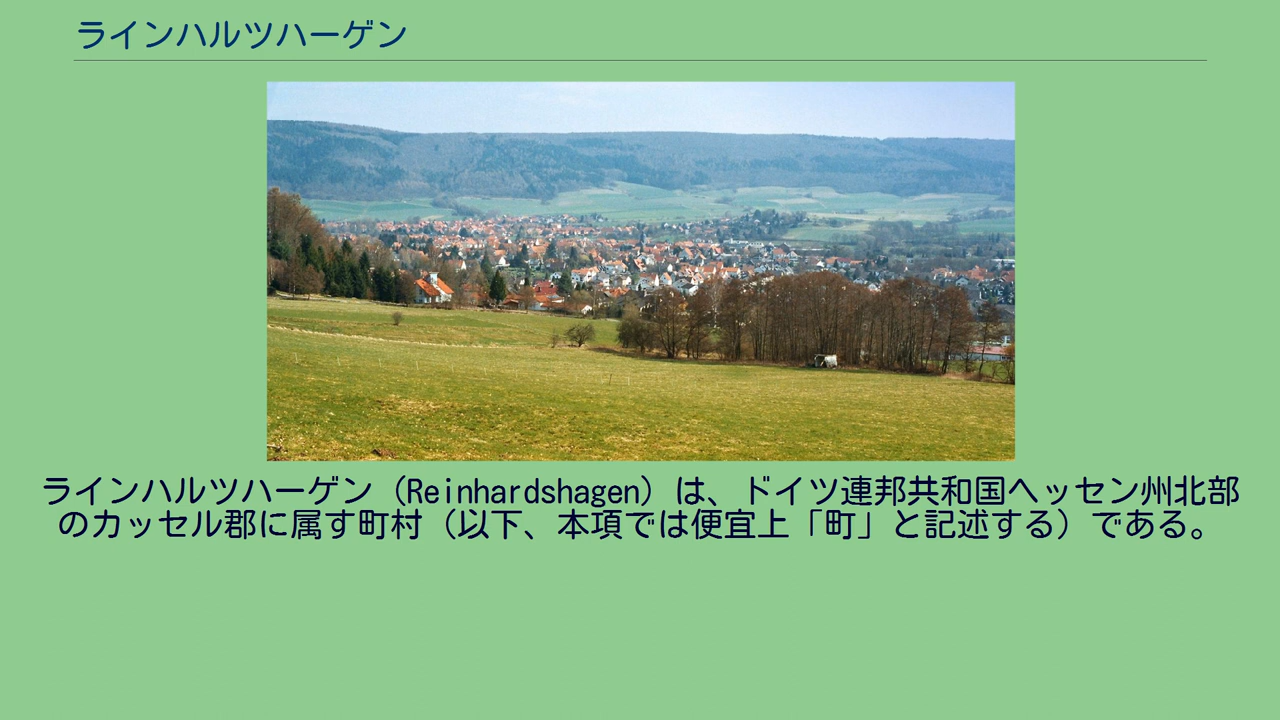 ラインハルツハーゲン
ラインハルツハーゲン（Reinhardshagen）は、ドイツ連邦共和国ヘッセン州北部
のカッセル郡に属す町村（以下、本項では便宜上「町」と記述する）である。